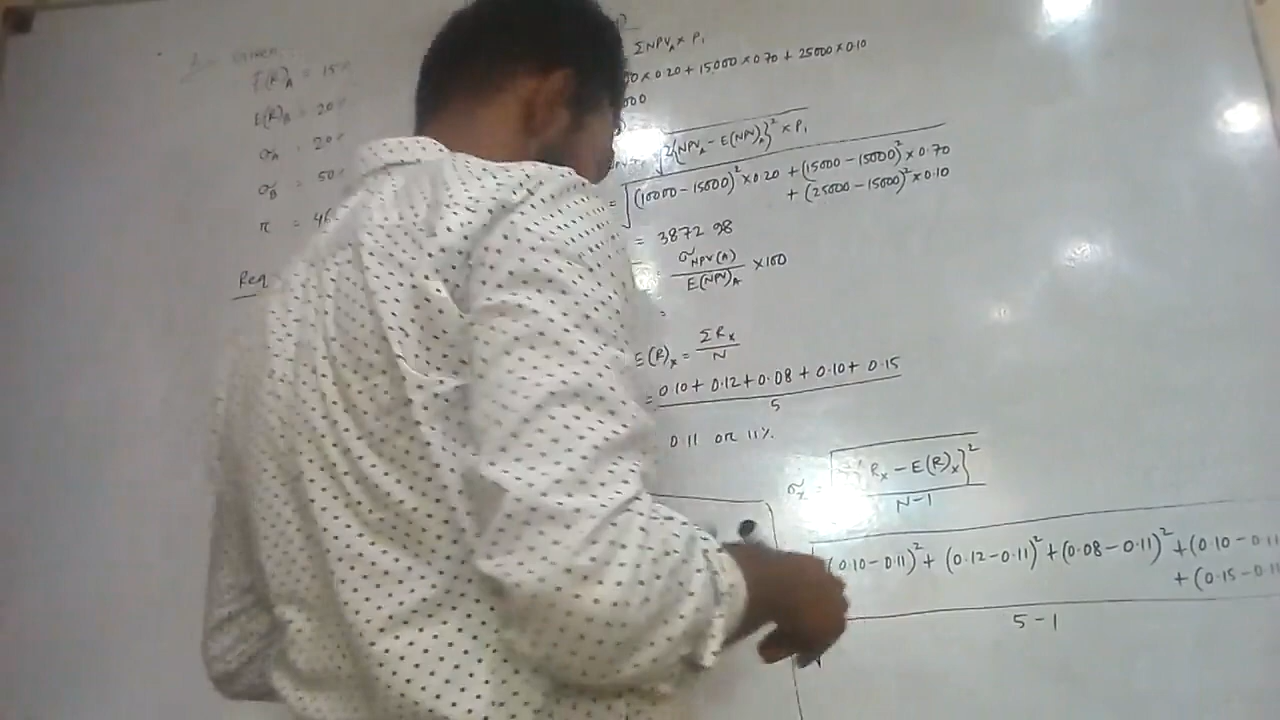 Given
E(R)A = 15%
E(R)B = 20%
σA = 20%
σB = 50%
π = 46
Req
ΣNPVA × Pi
00 × 0.20 + 15,000 × 0.70 + 25000 × 0.10
000
√Σ{NPVA – E(NPV)A}² × Pi
= √(10000 – 15000)² × 0.20 + (15000 – 15000)² × 0.70
+ (25000 – 15000)² × 0.10
= 3872.98
= σNPV(A) / E(NPV)A × 100
=
E(R)x = ΣRx / N
= 0.10 + 0.12 + 0.08 + 0.10 + 0.15 / 5
0.11 or 11%
σx = √ Rx – E(R)x}² / N–1
(0.10 – 0.11)² + (0.12 – 0.11)² + (0.08 – 0.11)² + (0.10 – 0.11
+ (0.15 – 0.11
5 – 1